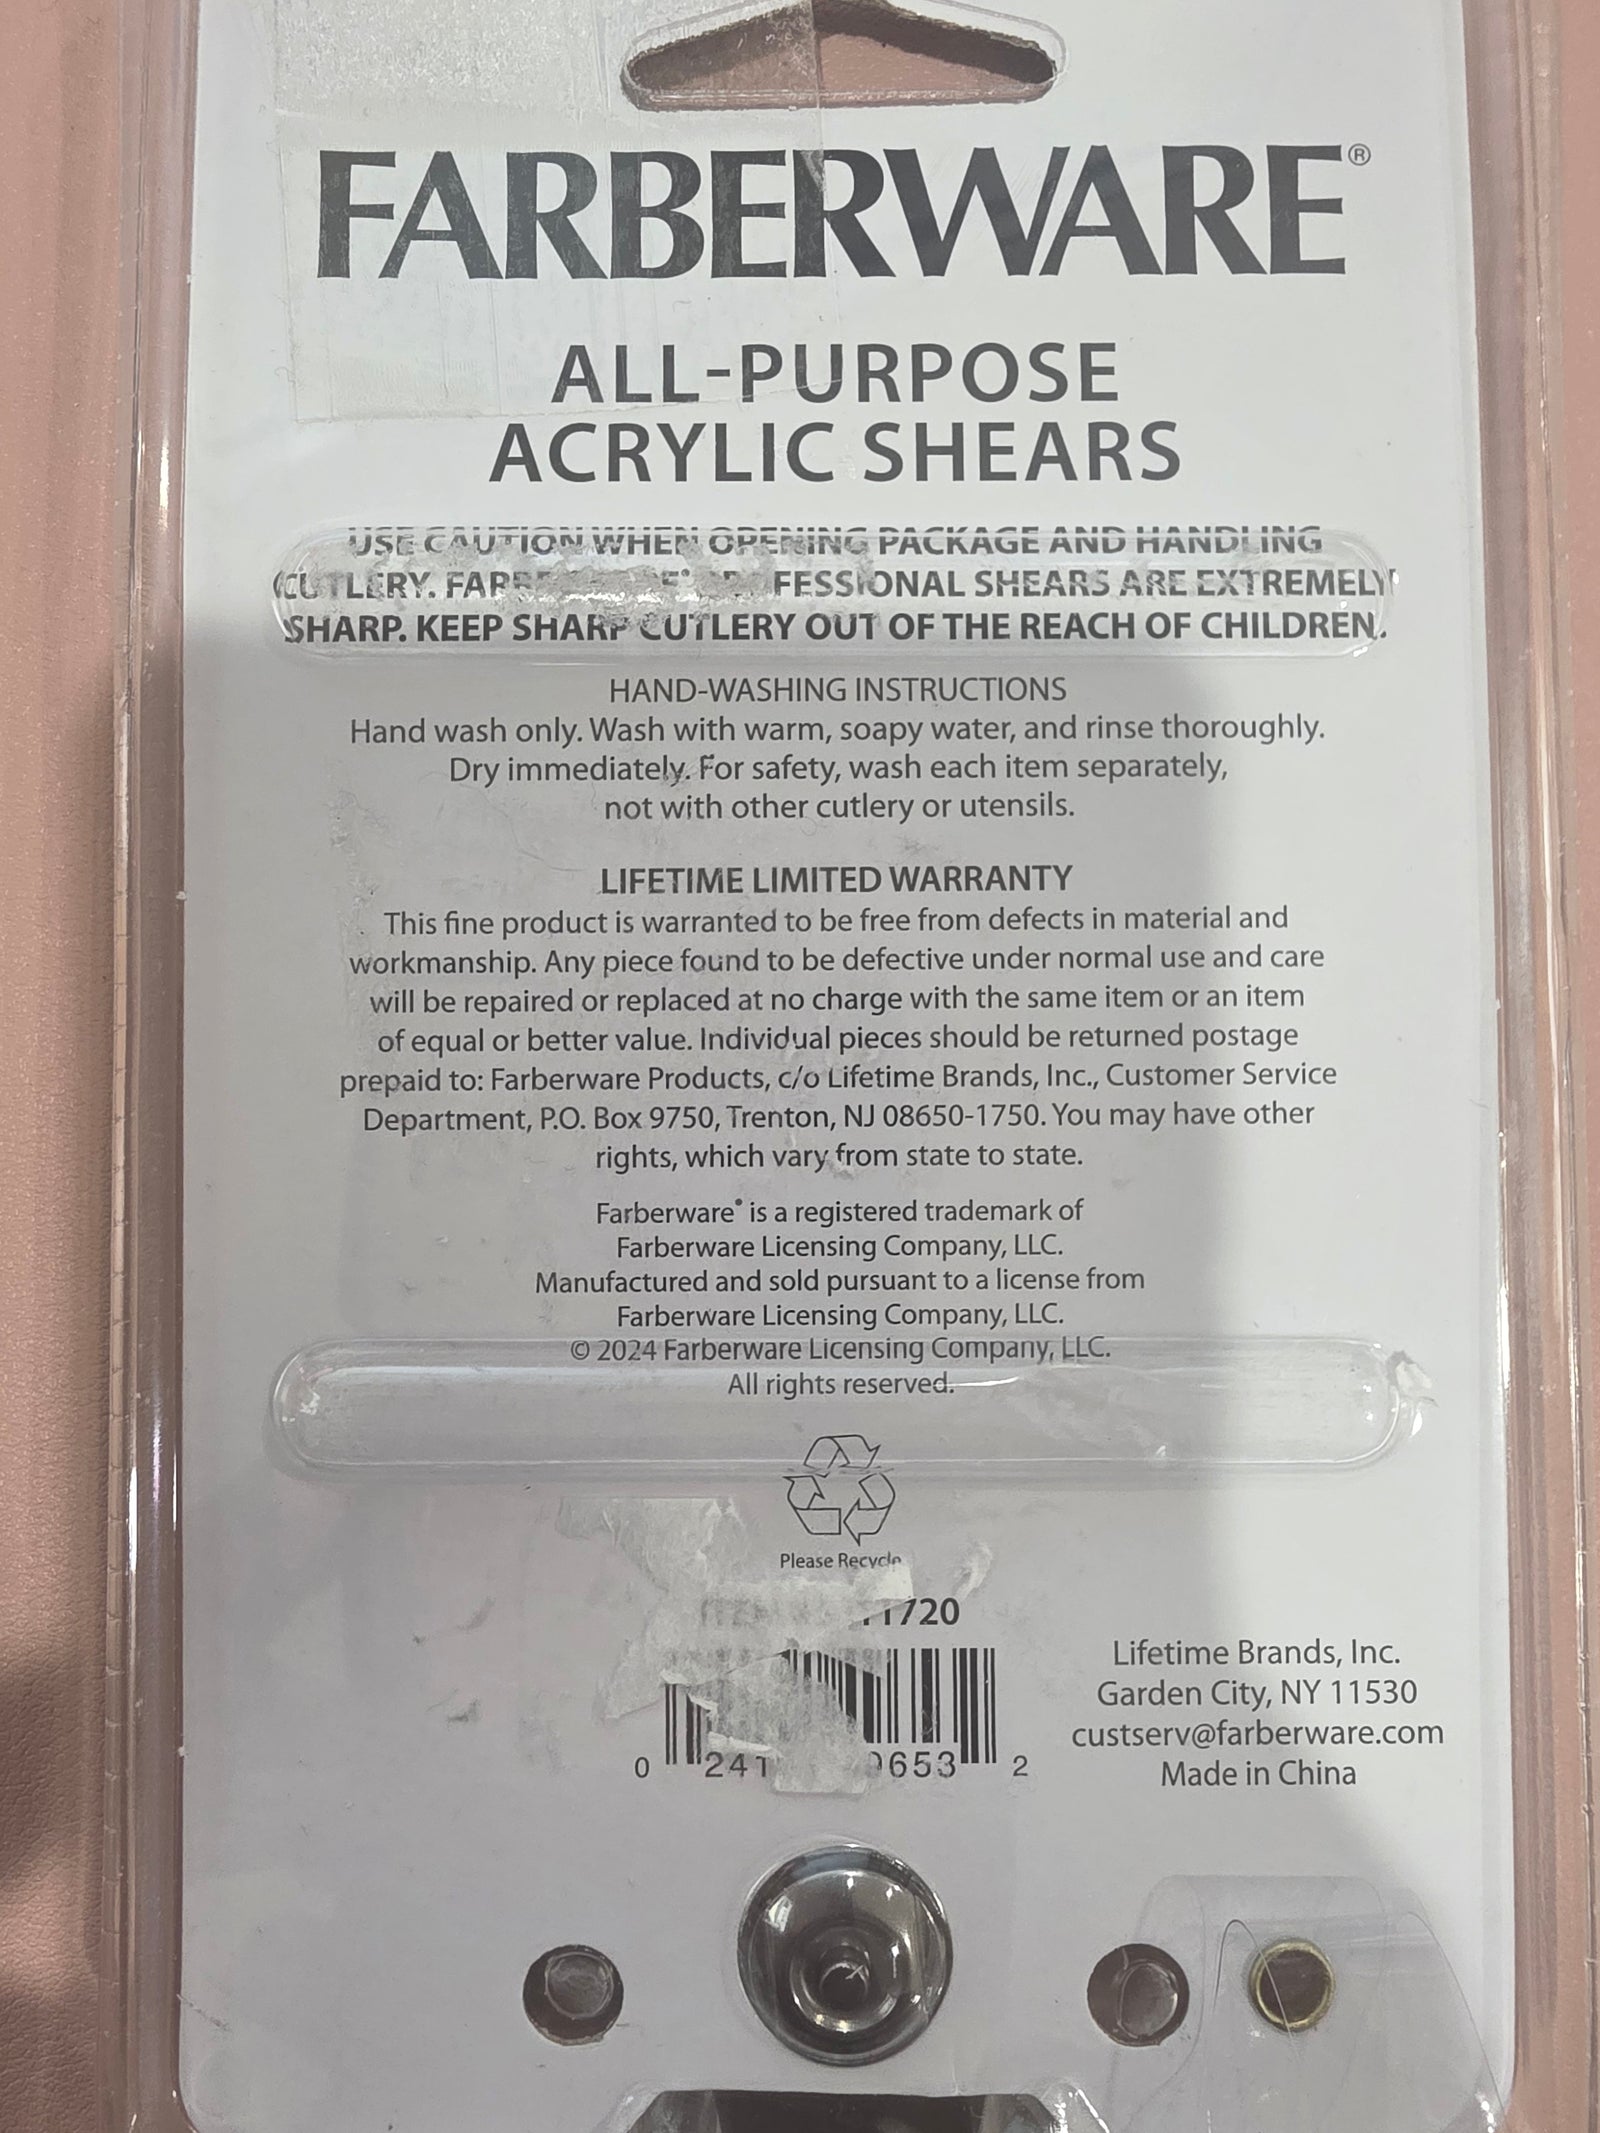 FARBERWARE®
ALL-PURPOSE
ACRYLIC SHEARS
USE CAUTION WHEN OPENING PACKAGE AND HANDLING
CUTLERY. FESSIONAL SHEARS ARE EXTREMELY
SHARP. KEEP SHARP CUTLERY OUT OF THE REACH OF CHILDREN.
HAND-WASHING INSTRUCTIONS
Hand wash only. Wash with warm, soapy water, and rinse thoroughly.
Dry immediately. For safety, wash each item separately,
not with other cutlery or utensils.
LIFETIME LIMITED WARRANTY
This fine product is warranted to be free from defects in material and
workmanship. Any piece found to be defective under normal use and care
will be repaired or replaced at no charge with the same item or an item
of equal or better value. Individual pieces should be returned postage
prepaid to: Farberware Products, c/o Lifetime Brands, Inc., Customer Service
Department, P.O. Box 9750, Trenton, NJ 08650-1750. You may have other
rights, which vary from state to state.
Farberware® is a registered trademark of
Farberware Licensing Company, LLC.
Manufactured and sold pursuant to a license from
Farberware Licensing Company, LLC.
© 2024 Farberware Licensing Company, LLC.
All rights reserved.
Please Recycle
1720
0 241 0653 2
Lifetime Brands, Inc.
Garden City, NY 11530
custserv@farberware.com
Made in China